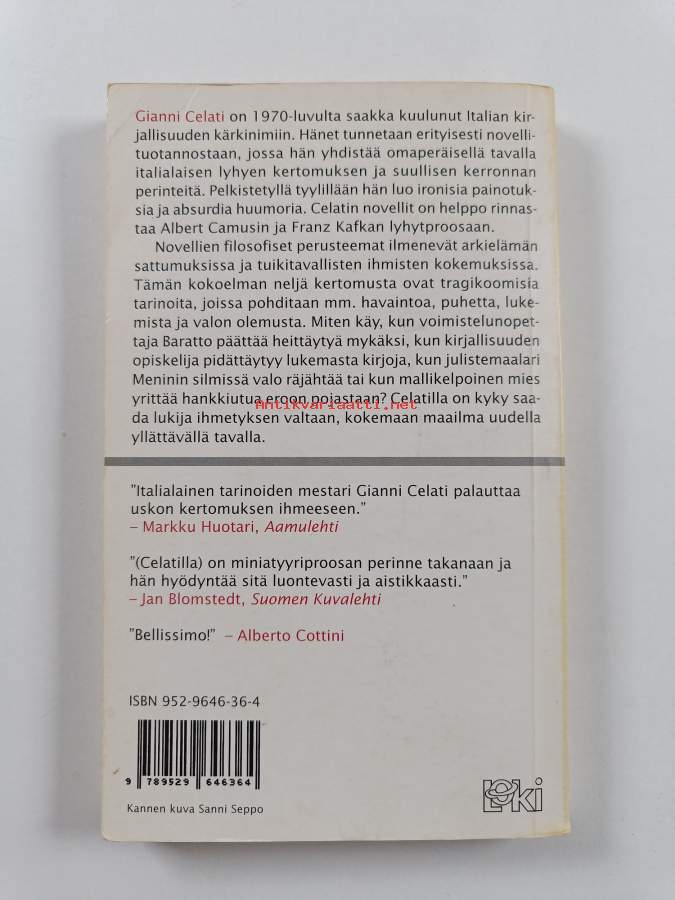 Gianni Celati on 1970-luvulta saakka kuulunut Italian kir-
jallisuuden kärkinimiin. Hänet tunnetaan erityisesti novelli-
tuotannostaan, jossa hän yhdistää omaperäisellä tavalla
italialaisen lyhyen kertomuksen ja suullisen kerronnan
perinteitä. Pelkistetyllä tyylillään hän luo ironisia painotuk-
sia ja absurdia huumoria. Celatin novellit on helppo rinnas-
taa Albert Camusin ja Franz Kafkan lyhytproosaan.
Novellien filosofiset perusteemat ilmenevät arkielämän
sattumuksissa ja tuikitavallisten ihmisten kokemuksissa.
Tämän kokoelman neljä kertomusta ovat tragikoomisia
tarinoita, joissa pohditaan mm. havaintoa, puhetta, luke-
mista ja valon olemusta. Miten käy, kun voimistelunopet-
taja Baratto päättää heittäytyä mykäksi, kun kirjallisuuden
opiskelija pidättäytyy lukemasta kirjoja, kun julistemaalari
Meninin silmissä valo räjähtää tai kun mallikelpoinen mies
yrittää hankkiutua eroon pojastaan? Celatilla on kyky saa-
Antikvariaatti.net
da lukija ihmetyksen valtaan, kokemaan maailma uudella
yllättävällä tavalla.
"Italialainen tarinoiden mestari Gianni Celati palauttaa
uskon kertomuksen ihmeeseen."
– Markku Huotari, Aamulehti
"(Celatilla) on miniatyyriproosan perinne takanaan ja
hän hyödyntää sitä luontevasti ja aistikkaasti."
– Jan Blomstedt, Suomen Kuvalehti
"Bellissimo!" – Alberto Cottini
ISBN 952-9646-36-4
9 789529 646364
Kannen kuva Sanni Seppo
Loki